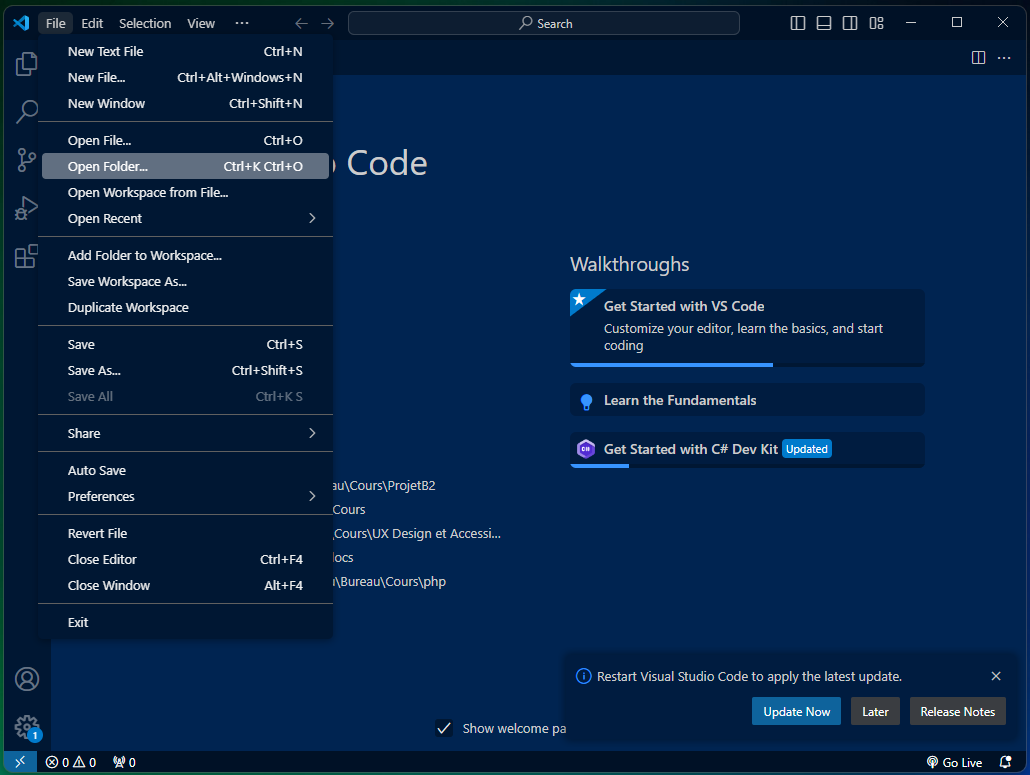 File Edit Selection View ··· Search
New Text File Ctrl+N
New File... Ctrl+Alt+Windows+N
New Window Ctrl+Shift+N
Open File... Ctrl+O
Open Folder... Ctrl+K Ctrl+O
Open Workspace from File...
Open Recent
Add Folder to Workspace...
Save Workspace As...
Duplicate Workspace
Save Ctrl+S
Save As... Ctrl+Shift+S
Save All Ctrl+K S
Share
Auto Save
Preferences
Revert File
Close Editor Ctrl+F4
Close Window Alt+F4
Exit
Code
Walkthroughs
Get Started with VS Code
Customize your editor, learn the basics, and start
coding
Learn the Fundamentals
Get Started with C# Dev Kit Updated
au\Cours\ProjetB2
Cours
\Cours\UX Design et Accessi...
docs
\Bureau\Cours\php
Restart Visual Studio Code to apply the latest update.
Update Now Later Release Notes
Show welcome pa
1
0 0 0 Go Live